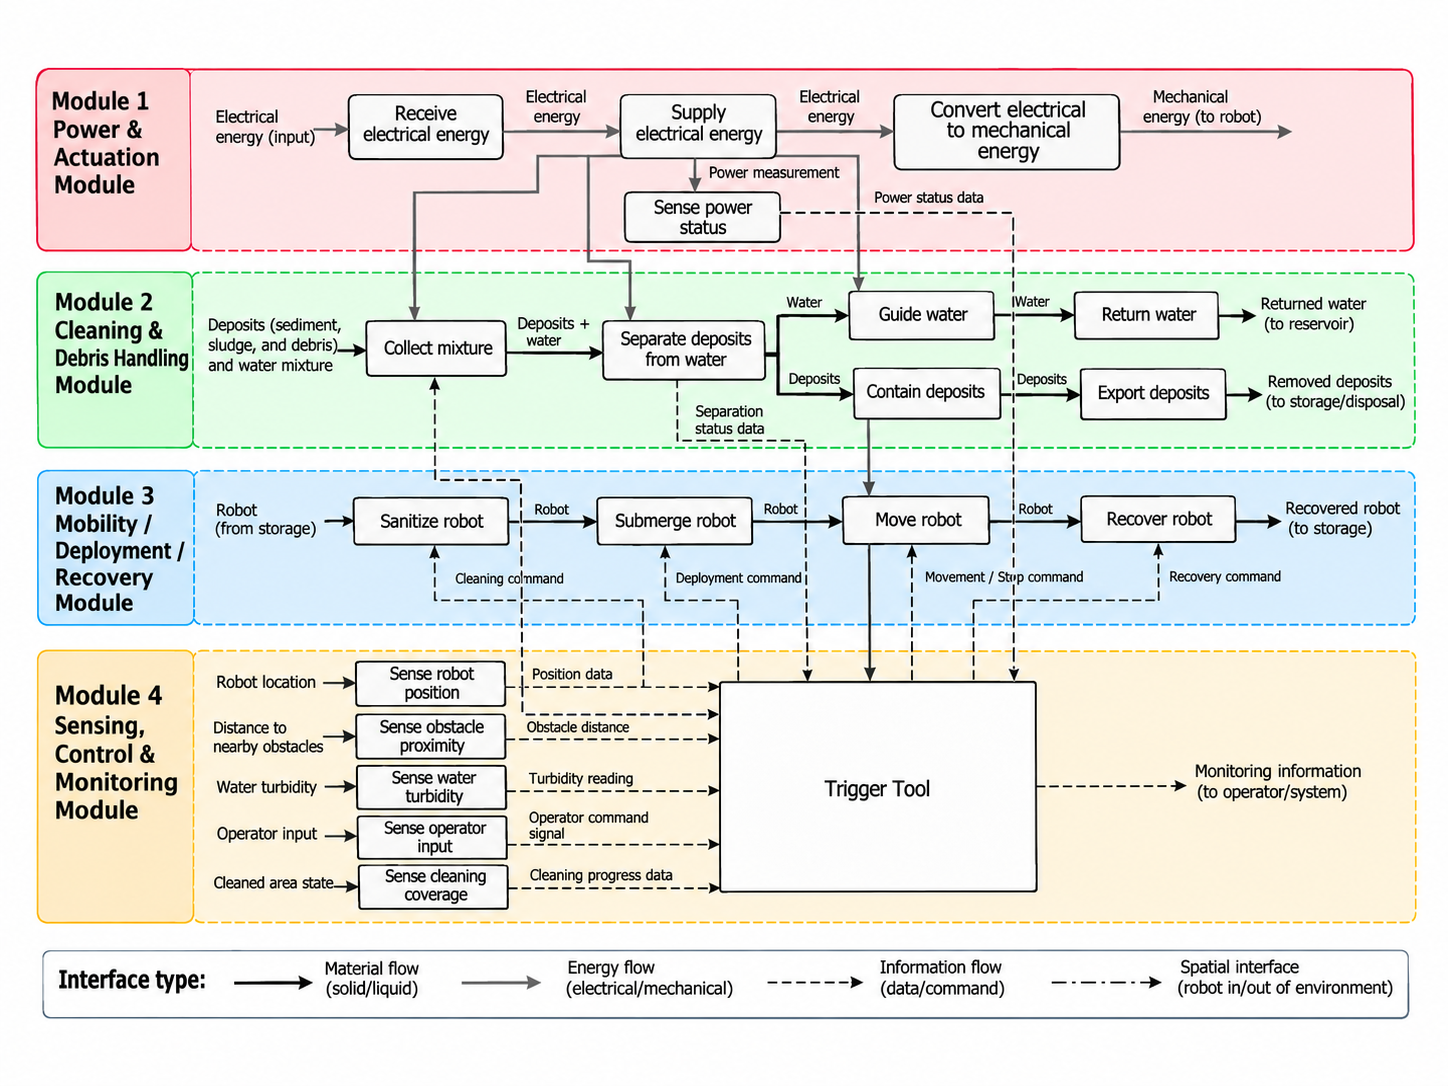 Module 1
Power &
Actuation
Module
Electrical
energy (input)
Receive
electrical energy
Electrical
energy
Supply
electrical energy
Electrical
energy
Convert electrical
to mechanical
energy
Mechanical
energy (to robot)
Power measurement
Sense power
status
Power status data
Module 2
Cleaning &
Debris Handling
Module
Deposits (sediment,
sludge, and debris)
and water mixture
Collect mixture
Deposits +
water
Separate deposits
from water
Water
Guide water
Water
Return water
Returned water
(to reservoir)
Deposits
Contain deposits
Deposits
Export deposits
Removed deposits
(to storage/disposal)
Separation
status data
Module 3
Mobility /
Deployment /
Recovery
Module
Robot
(from storage)
Sanitize robot
Robot
Submerge robot
Robot
Move robot
Robot
Recover robot
Recovered robot
(to storage)
Cleaning command
Deployment command
Movement / Stop command
Recovery command
Module 4
Sensing,
Control &
Monitoring
Module
Robot location
Sense robot
position
Position data
Distance to
nearby obstacles
Sense obstacle
proximity
Obstacle distance
Water turbidity
Sense water
turbidity
Turbidity reading
Operator input
Sense operator
input
Operator command
signal
Cleaned area state
Sense cleaning
coverage
Cleaning progress data
Trigger Tool
Monitoring information
(to operator/system)
Interface type:
Material flow
(solid/liquid)
Energy flow
(electrical/mechanical)
Information flow
(data/command)
Spatial interface
(robot in/out of environment)